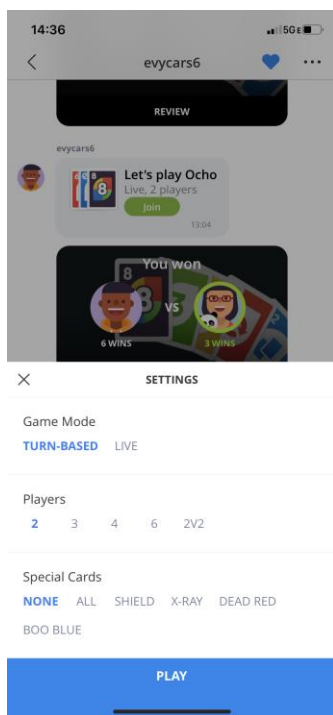 14:36
5GE
evycars6
REVIEW
evycars6
Let's play Ocho
Live, 2 players
Join
13:04
You won
8
8
VS
6 WINS
3 WINS
SETTINGS
Game Mode
TURN-BASED LIVE
Players
2 3 4 6 2V2
Special Cards
NONE ALL SHIELD X-RAY DEAD RED
BOO BLUE
PLAY